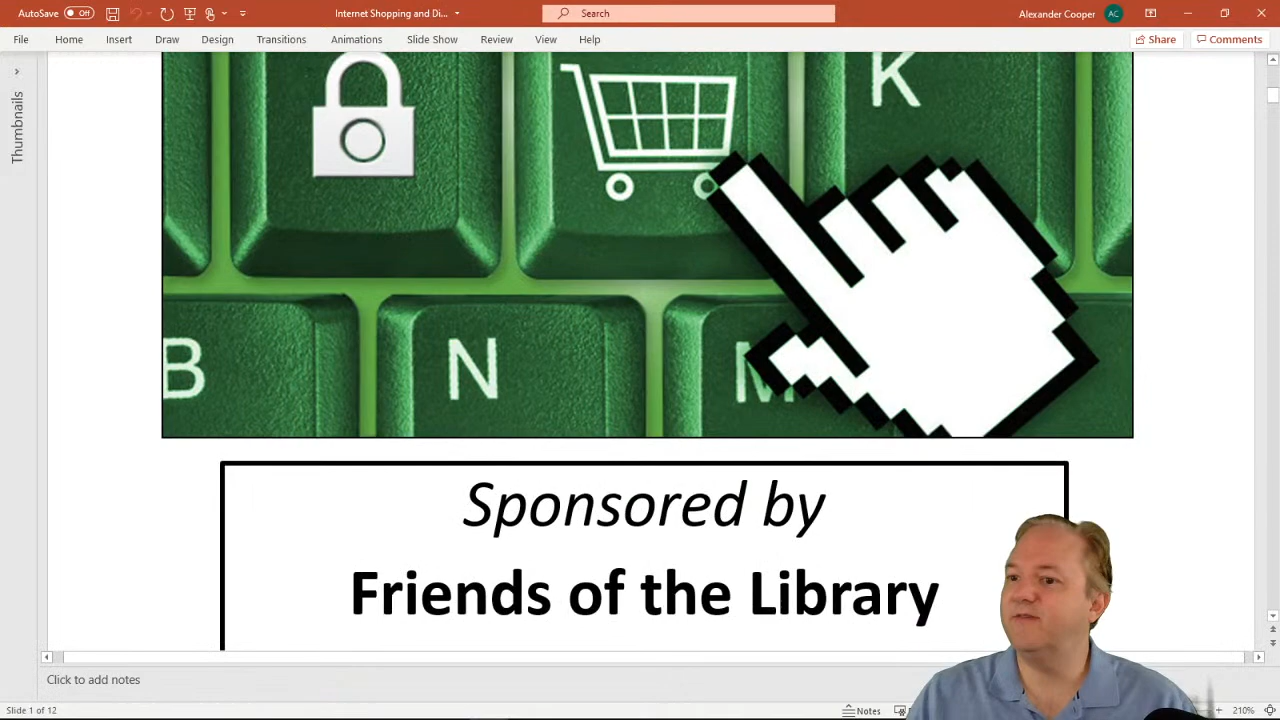 AutoSave Off Internet Shopping and Di... Search Alexander Cooper AC
File Home Insert Draw Design Transitions Animations Slide Show Review View Help Share Comments
Thumbnails
K
B N M
Sponsored by
Friends of the Library
Click to add notes
Slide 1 of 12 Notes 210%